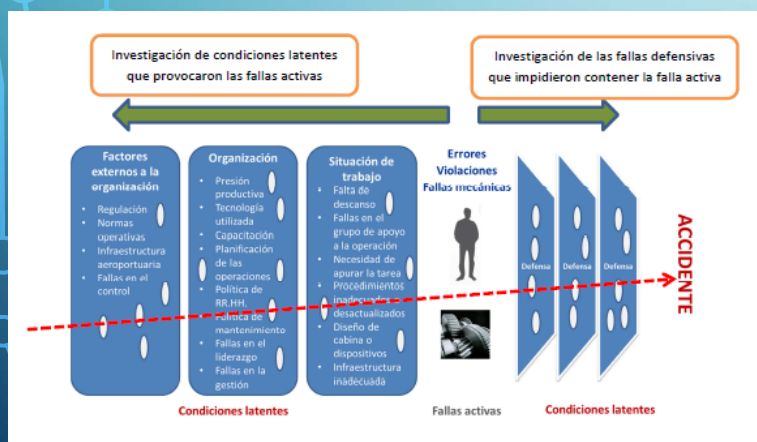 Investigación de condiciones latentes
que provocaron las fallas activas
Investigación de las fallas defensivas
que impidieron contener la falla activa
Factores
externos a la
organización
• Regulación
• Normas
operativas
• Infraestructura
aeroportuaria
• Fallas en el
control
Organización
• Presión
productiva
• Tecnología
utilizada
• Capacitación
• Planificación
de las
operaciones
• Política de
RR.HH.
• Política de
mantenimiento
• Fallas en el
liderazgo
• Fallas en la
gestión
Situación de
trabajo
• Falta de
descanso
• Fallas en el
grupo de apoyo
a la operación
• Necesidad de
apurar la tarea
• Procedimientos
inadecuados o
desactualizados
• Diseño de
cabina o
dispositivos
• Infraestructura
inadecuada
Errores
Violaciones
Fallas mecánicas
Defensa
Defensa
Defensa
ACCIDENTE
Condiciones latentes
Fallas activas
Condiciones latentes